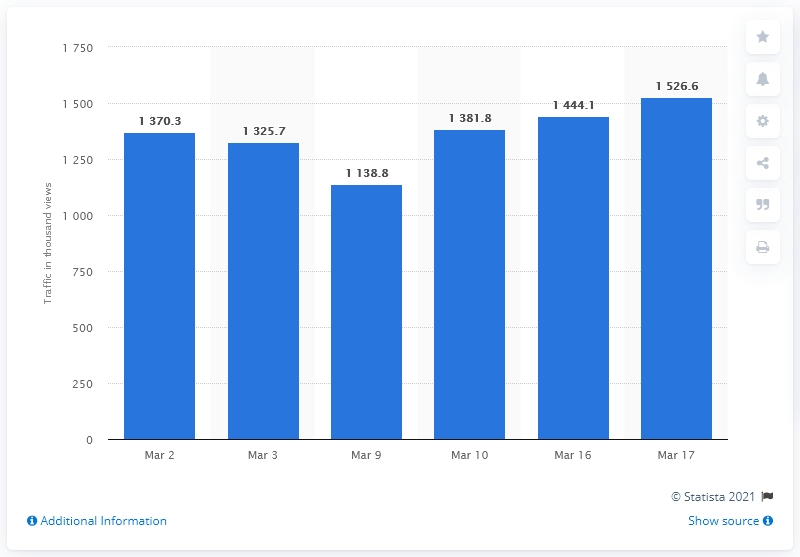 1 750
1 500
1 250
1 000
750
500
250
0
Traffic in thousand views
1 370.3
1 325.7
1 138.8
1 381.8
1 444.1
1 526.6
Mar 2
Mar 3
Mar 9
Mar 10
Mar 16
Mar 17
© Statista 2021
Additional Information
Show source